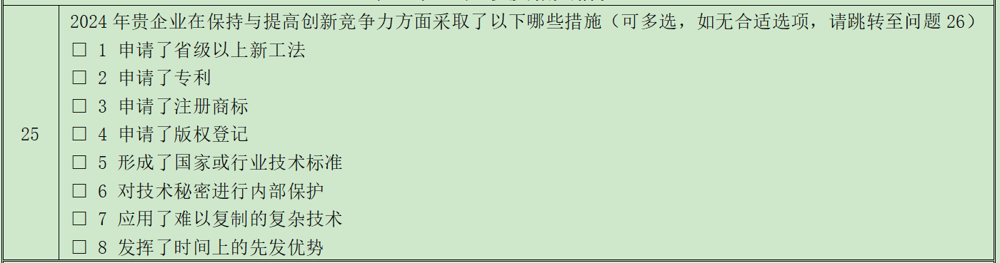 2024年贵企业在保持与提高创新竞争力方面采取了以下哪些措施（可多选，如无合适选项，请跳转至问题26）
□ 1 申请了省级以上新工法
□ 2 申请了专利
□ 3 申请了注册商标
□ 4 申请了版权登记
25
□ 5 形成了国家或行业技术标准
□ 6 对技术秘密进行内部保护
□ 7 应用了难以复制的复杂技术
□ 8 发挥了时间上的先发优势